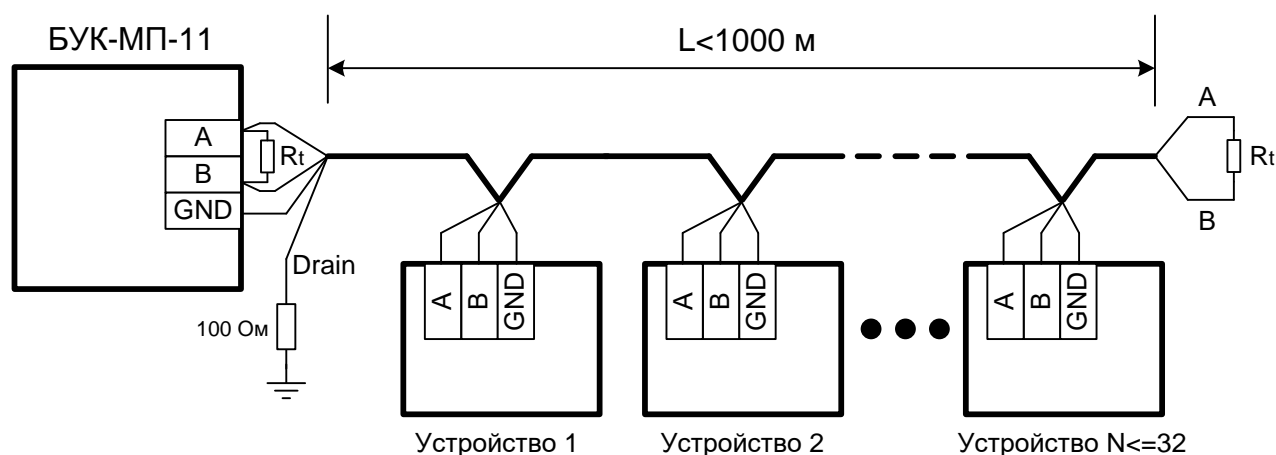 БУК-МП-11
L<1000 м
A
B
GND
Rt
Drain
100 Ом
A
B
GND
A
B
GND
A
B
GND
A
Rt
B
Устройство 1
Устройство 2
Устройство N<=32